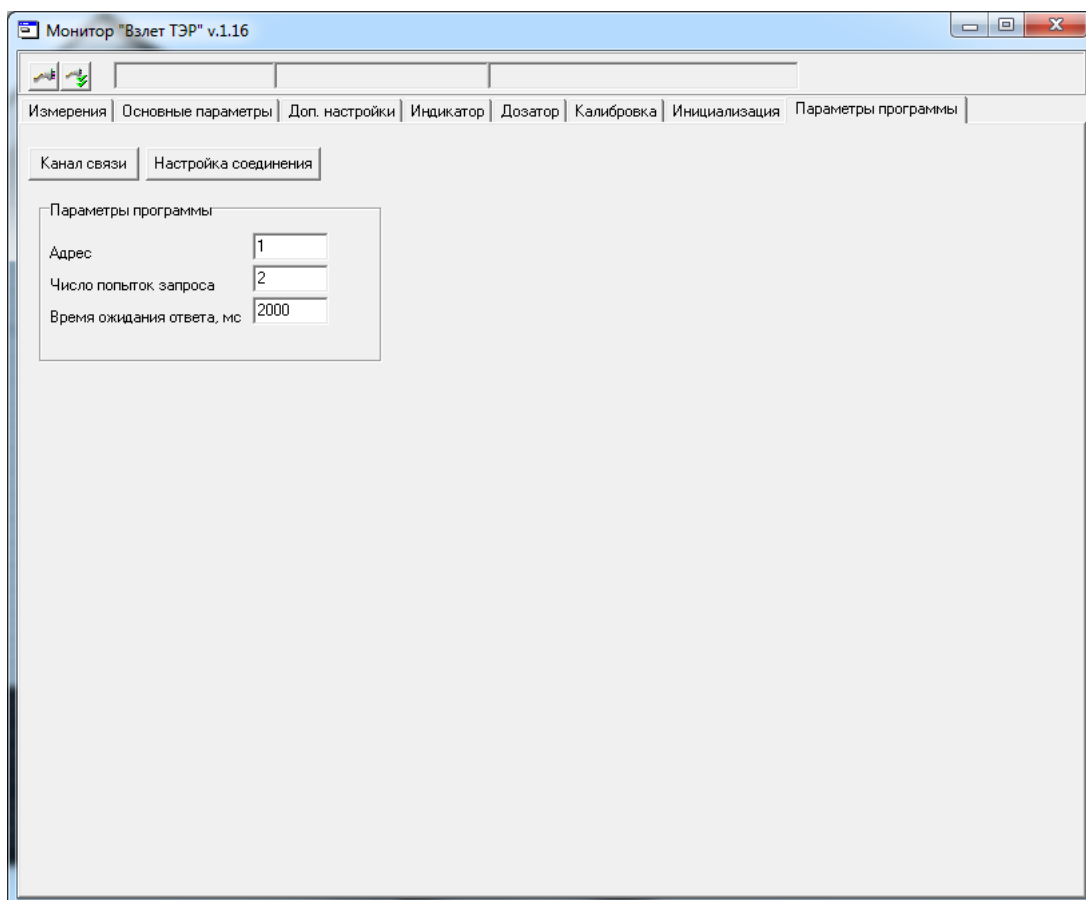 Монитор "Взлет ТЭР" v.1.16
Измерения Основные параметры Доп. настройки Индикатор Дозатор Калибровка Инициализация Параметры программы
Канал связи Настройка соединения
Параметры программы
Адрес 1
Число попыток запроса 2
Время ожидания ответа, мс 2000